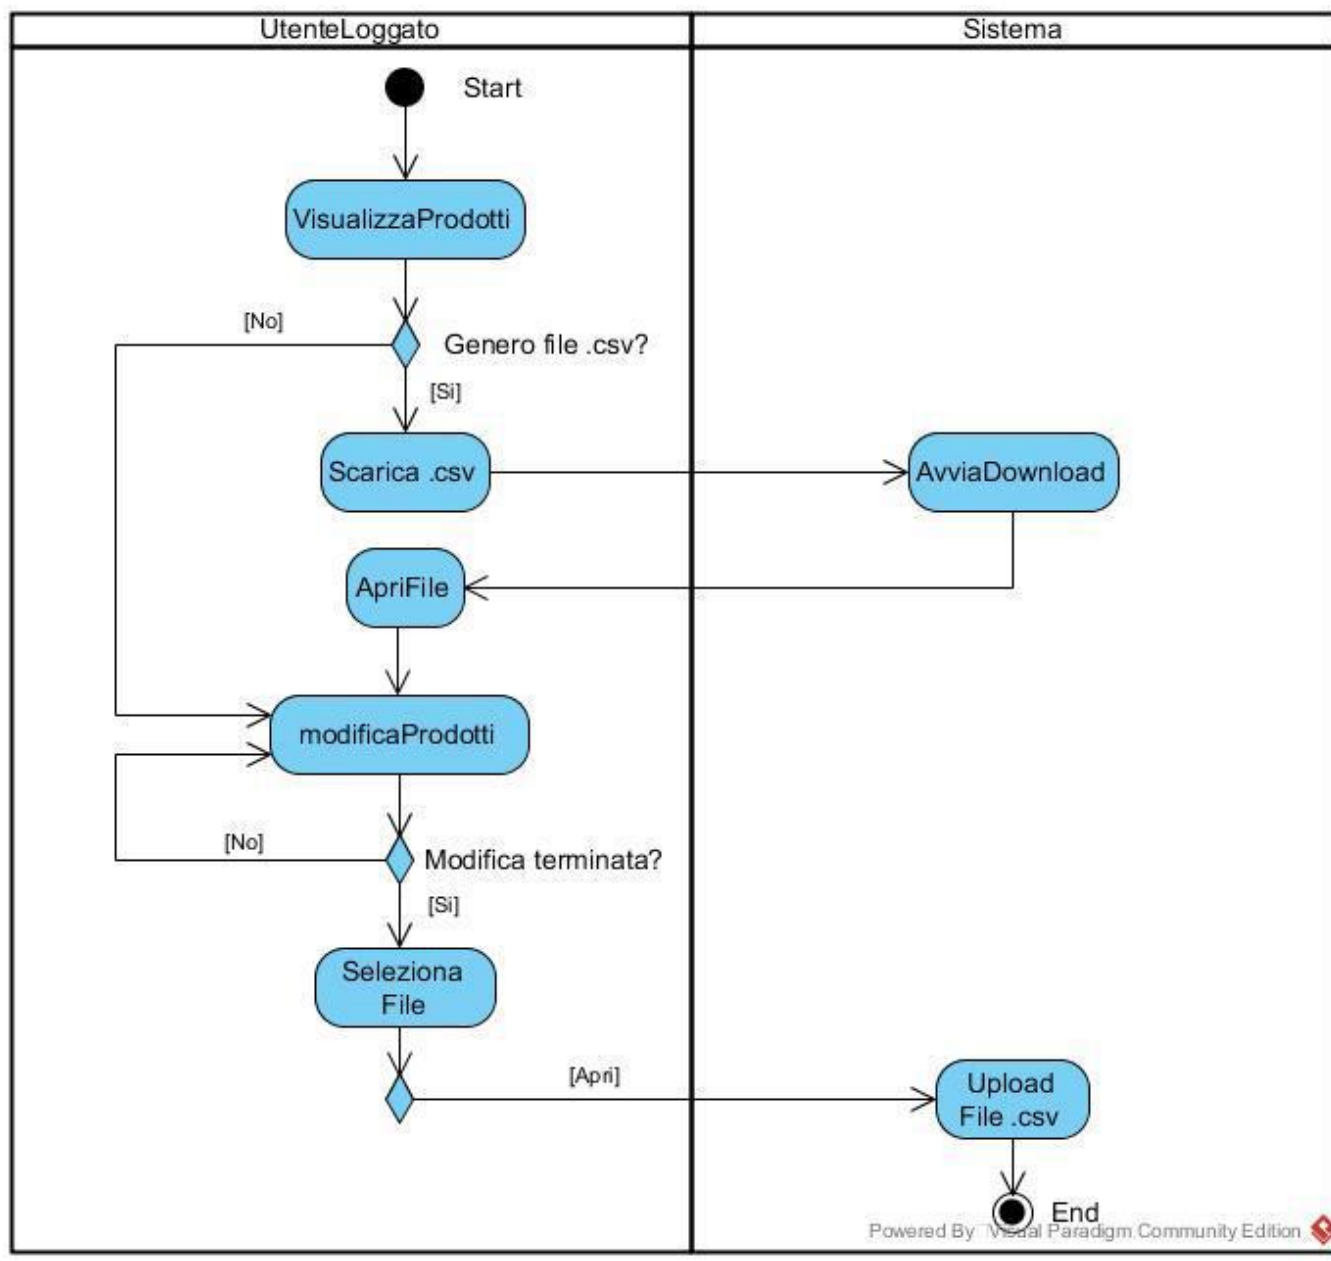 UtenteLoggato
Sistema
Start
VisualizzaProdotti
[No]
Genero file .csv?
[Si]
Scarica .csv
AvviaDownload
ApriFile
modificaProdotti
[No]
Modifica terminata?
[Si]
Seleziona
File
[Apri]
Upload
File .csv
End
Powered By Visual Paradigm Community Edition